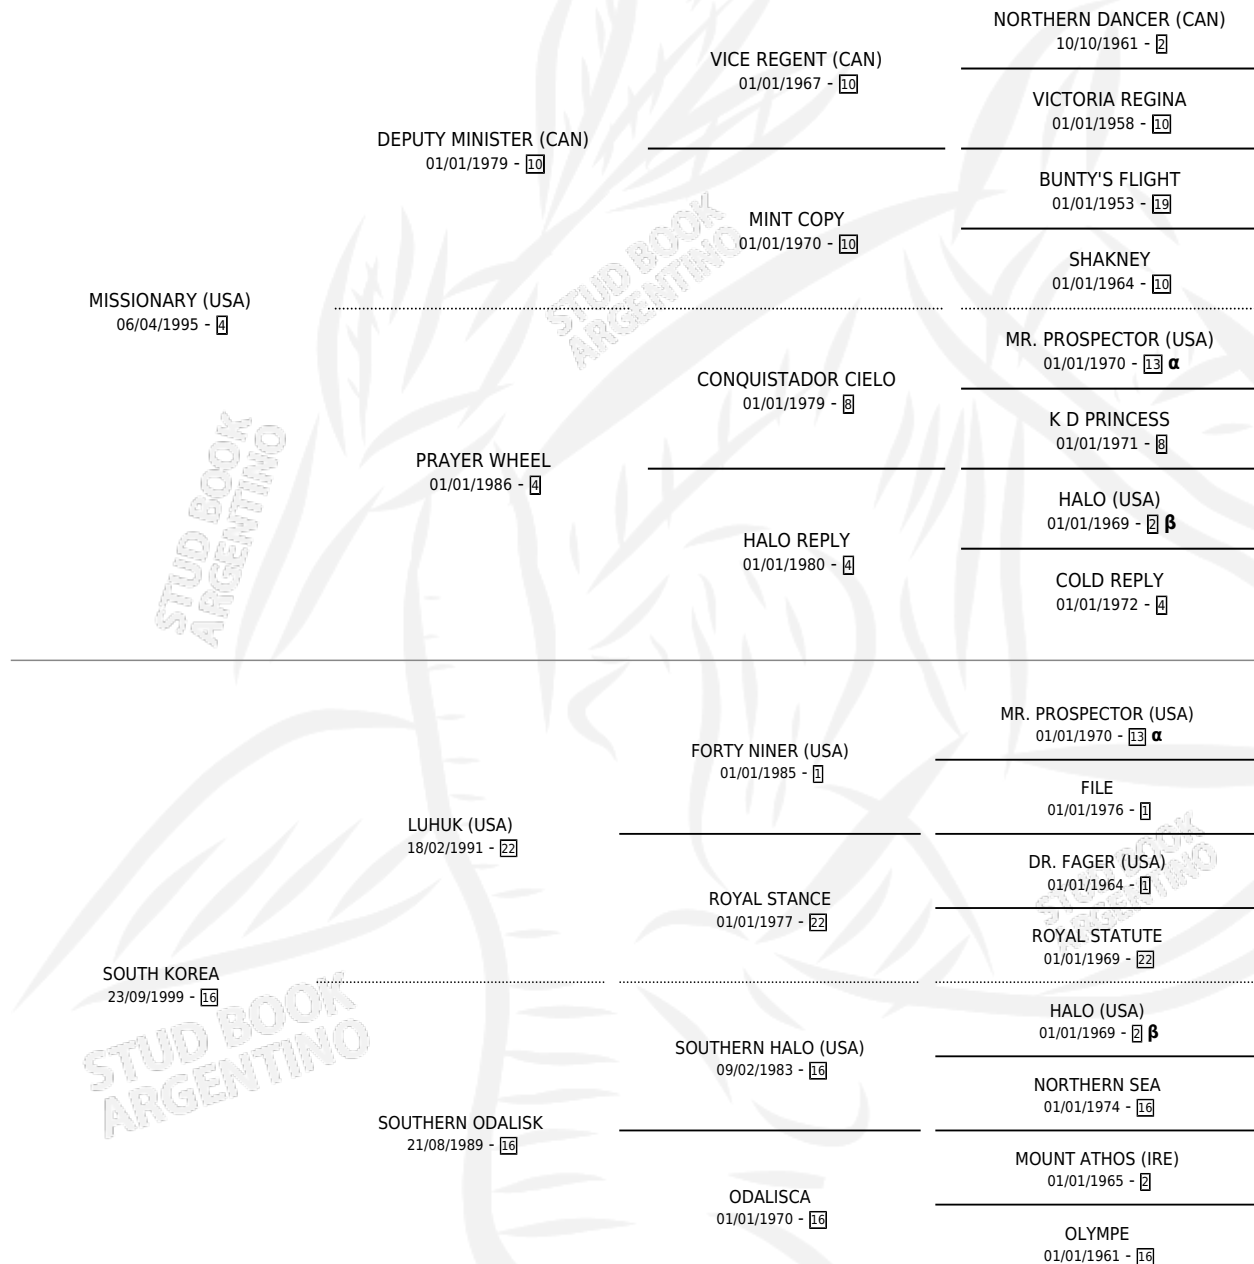 NORTHERN DANCER (CAN)
10/10/1961 - 2
VICE REGENT (CAN)
01/01/1967 - 10
VICTORIA REGINA
01/01/1958 - 10
DEPUTY MINISTER (CAN)
01/01/1979 - 10
BUNTY'S FLIGHT
01/01/1953 - 19
MINT COPY
01/01/1970 - 10
SHAKNEY
01/01/1964 - 10
MISSIONARY (USA)
06/04/1995 - 4
MR. PROSPECTOR (USA)
01/01/1970 - 13 α
CONQUISTADOR CIELO
01/01/1979 - 8
K D PRINCESS
01/01/1971 - 8
PRAYER WHEEL
01/01/1986 - 4
HALO (USA)
01/01/1969 - 2 β
HALO REPLY
01/01/1980 - 4
COLD REPLY
01/01/1972 - 4
MR. PROSPECTOR (USA)
01/01/1970 - 13 α
FORTY NINER (USA)
01/01/1985 - 1
FILE
01/01/1976 - 1
LUHUK (USA)
18/02/1991 - 22
DR. FAGER (USA)
01/01/1964 - 1
ROYAL STANCE
01/01/1977 - 22
ROYAL STATUTE
01/01/1969 - 22
SOUTH KOREA
23/09/1999 - 16
HALO (USA)
01/01/1969 - 2 β
SOUTHERN HALO (USA)
09/02/1983 - 16
NORTHERN SEA
01/01/1974 - 16
SOUTHERN ODALISK
21/08/1989 - 16
MOUNT ATHOS (IRE)
01/01/1965 - 2
ODALISCA
01/01/1970 - 16
OLYMPE
01/01/1961 - 16
STUD BOOK
ARGENTINO
STUD BOOK
ARGENTINO
STUD BOOK
ARGENTINO
STUD BOOK
ARGENTINO